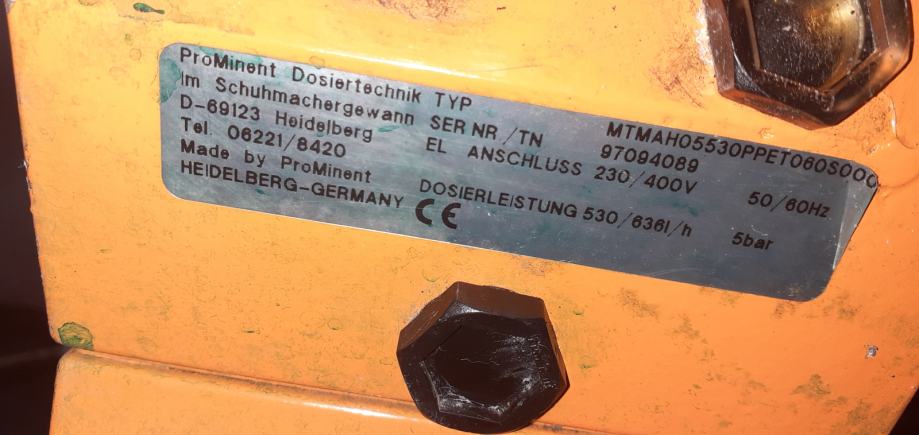 ProMinent Dosiertechnik TYP MTMAH05530PPET060S000
Im Schuhmachergewann SER NR./TN 97094089
D-69123 Heidelberg EL ANSCHLUSS 230/400V 50/60Hz
Tel. 06221/8420
Made by ProMinent DOSIERLEISTUNG 530/636l/h 5bar
HEIDELBERG-GERMANY CE